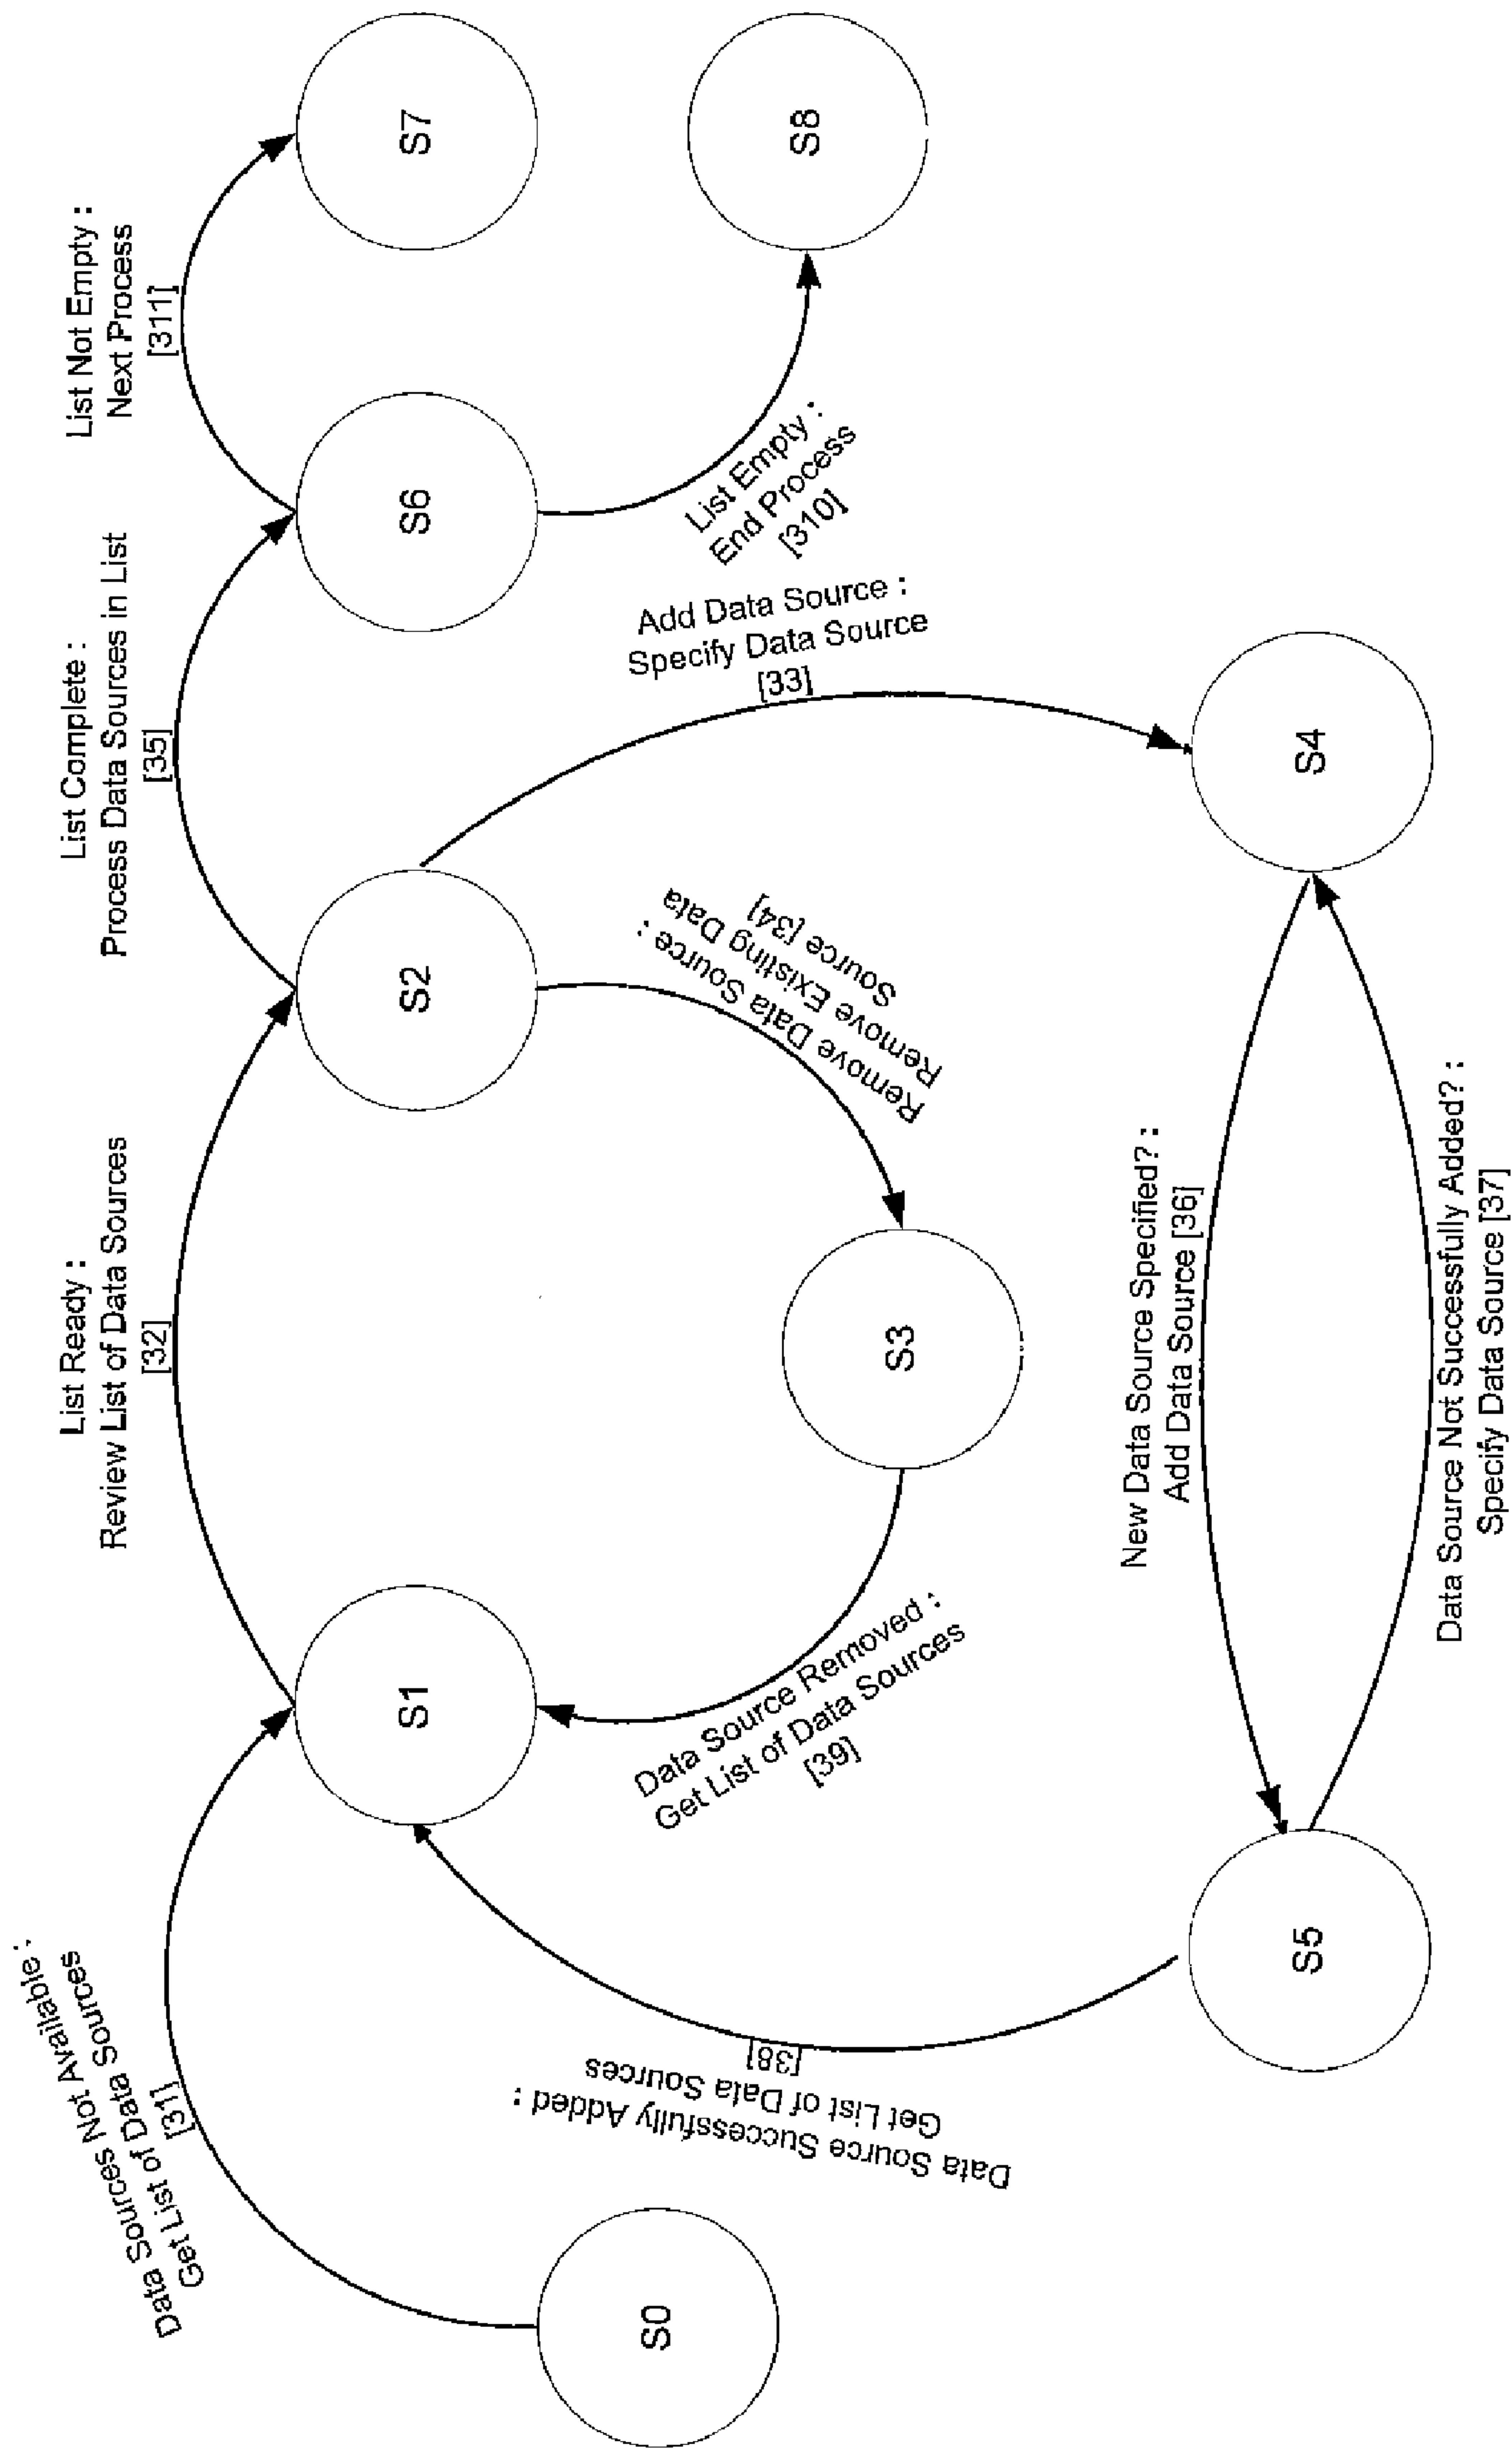 Data Sources Not Available :
Get List of Data Sources
[31]
List Ready :
Review List of Data Sources
[32]
List Complete :
Process Data Sources in List
[35]
List Not Empty :
Next Process
[311]
S0
S1
S2
S6
S7
S8
List Empty :
End Process
[310]
Add Data Source :
Specify Data Source
[33]
Remove Data Source :
Remove Existing Data
Source [34]
S3
Data Source Removed :
Get List of Data Sources
[39]
Data Source Successfully Added :
Get List of Data Sources
[38]
New Data Source Specified? :
Add Data Source [36]
S5
S4
Data Source Not Successfully Added? :
Specify Data Source [37]